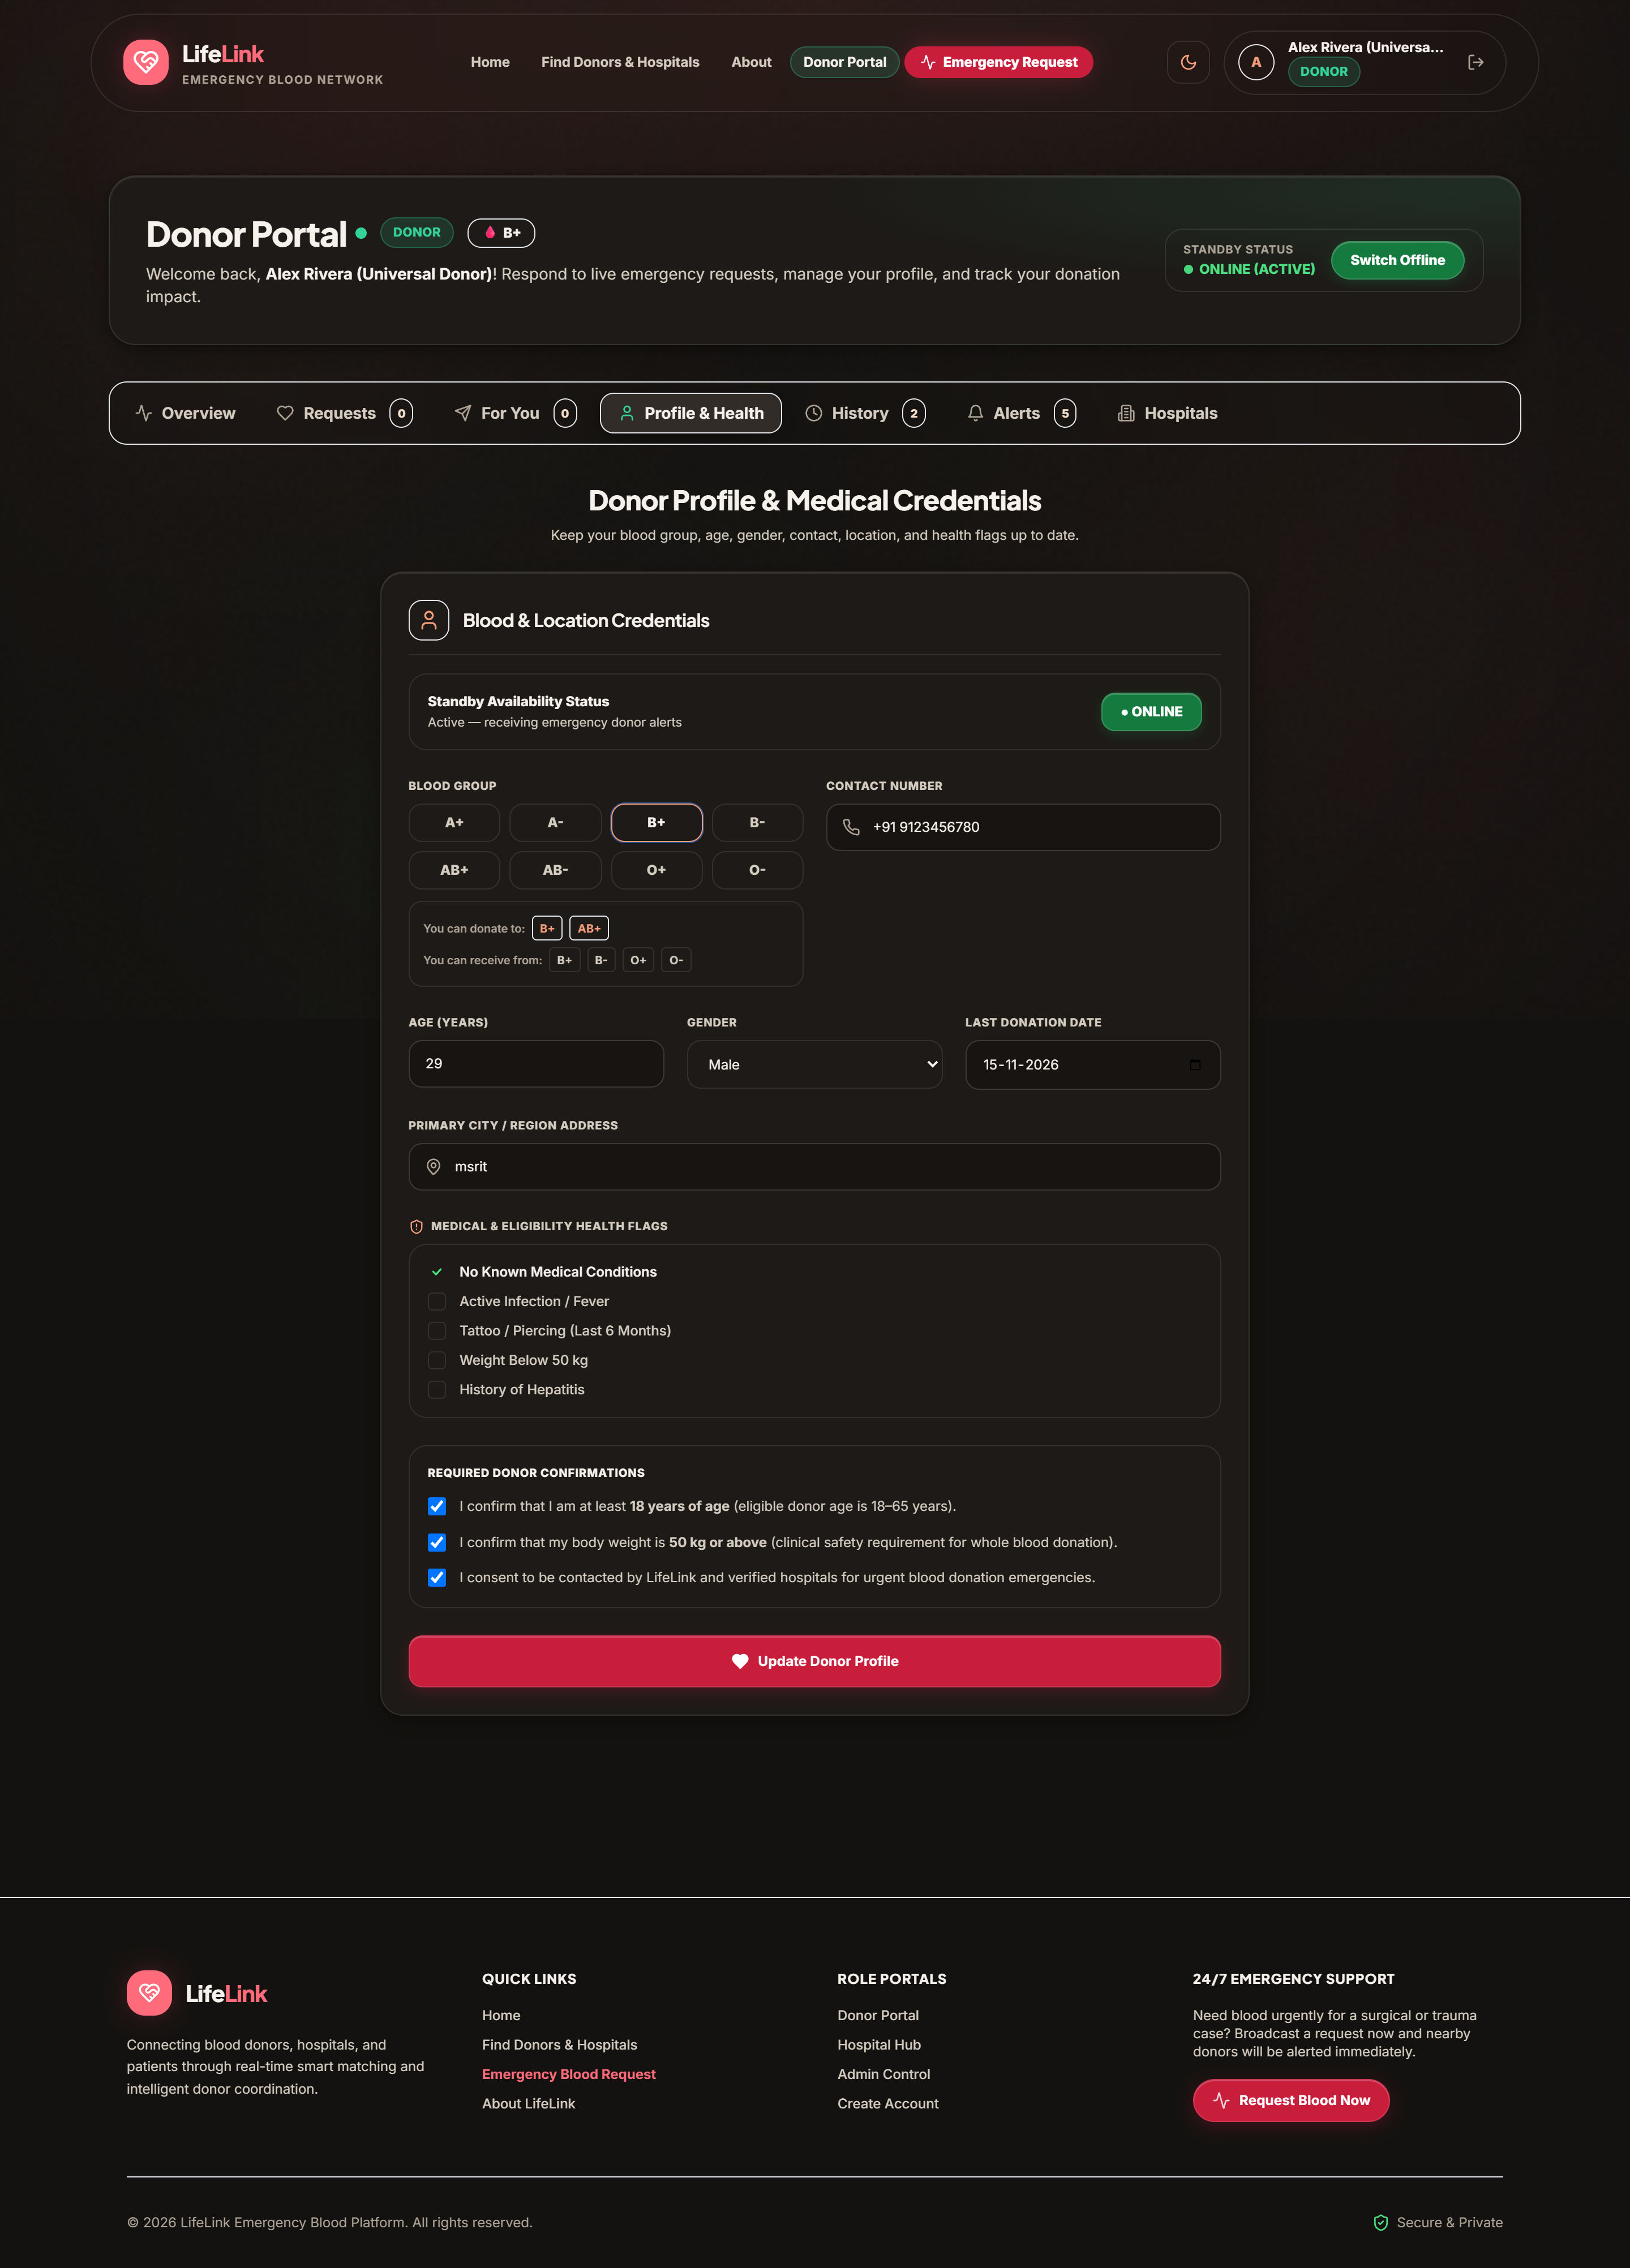 LifeLink
EMERGENCY BLOOD NETWORK
Home
Find Donors & Hospitals
About
Donor Portal
Emergency Request
A
Alex Rivera (Universa...
DONOR
Donor Portal
DONOR
B+
Welcome back, Alex Rivera (Universal Donor)! Respond to live emergency requests, manage your profile, and track your donation
impact.
STANDBY STATUS
ONLINE (ACTIVE)
Switch Offline
Overview
Requests 0
For You 0
Profile & Health
History 2
Alerts 5
Hospitals
Donor Profile & Medical Credentials
Keep your blood group, age, gender, contact, location, and health flags up to date.
Blood & Location Credentials
Standby Availability Status
Active — receiving emergency donor alerts
● ONLINE
BLOOD GROUP
A+ A- B+ B-
AB+ AB- O+ O-
You can donate to: B+ AB+
You can receive from: B+ B- O+ O-
CONTACT NUMBER
+91 9123456780
AGE (YEARS)
29
GENDER
Male
LAST DONATION DATE
15-11-2026
PRIMARY CITY / REGION ADDRESS
msrit
MEDICAL & ELIGIBILITY HEALTH FLAGS
No Known Medical Conditions
Active Infection / Fever
Tattoo / Piercing (Last 6 Months)
Weight Below 50 kg
History of Hepatitis
REQUIRED DONOR CONFIRMATIONS
I confirm that I am at least 18 years of age (eligible donor age is 18–65 years).
I confirm that my body weight is 50 kg or above (clinical safety requirement for whole blood donation).
I consent to be contacted by LifeLink and verified hospitals for urgent blood donation emergencies.
Update Donor Profile
LifeLink
Connecting blood donors, hospitals, and
patients through real-time smart matching and
intelligent donor coordination.
QUICK LINKS
Home
Find Donors & Hospitals
Emergency Blood Request
About LifeLink
ROLE PORTALS
Donor Portal
Hospital Hub
Admin Control
Create Account
24/7 EMERGENCY SUPPORT
Need blood urgently for a surgical or trauma
case? Broadcast a request now and nearby
donors will be alerted immediately.
Request Blood Now
© 2026 LifeLink Emergency Blood Platform. All rights reserved.
Secure & Private